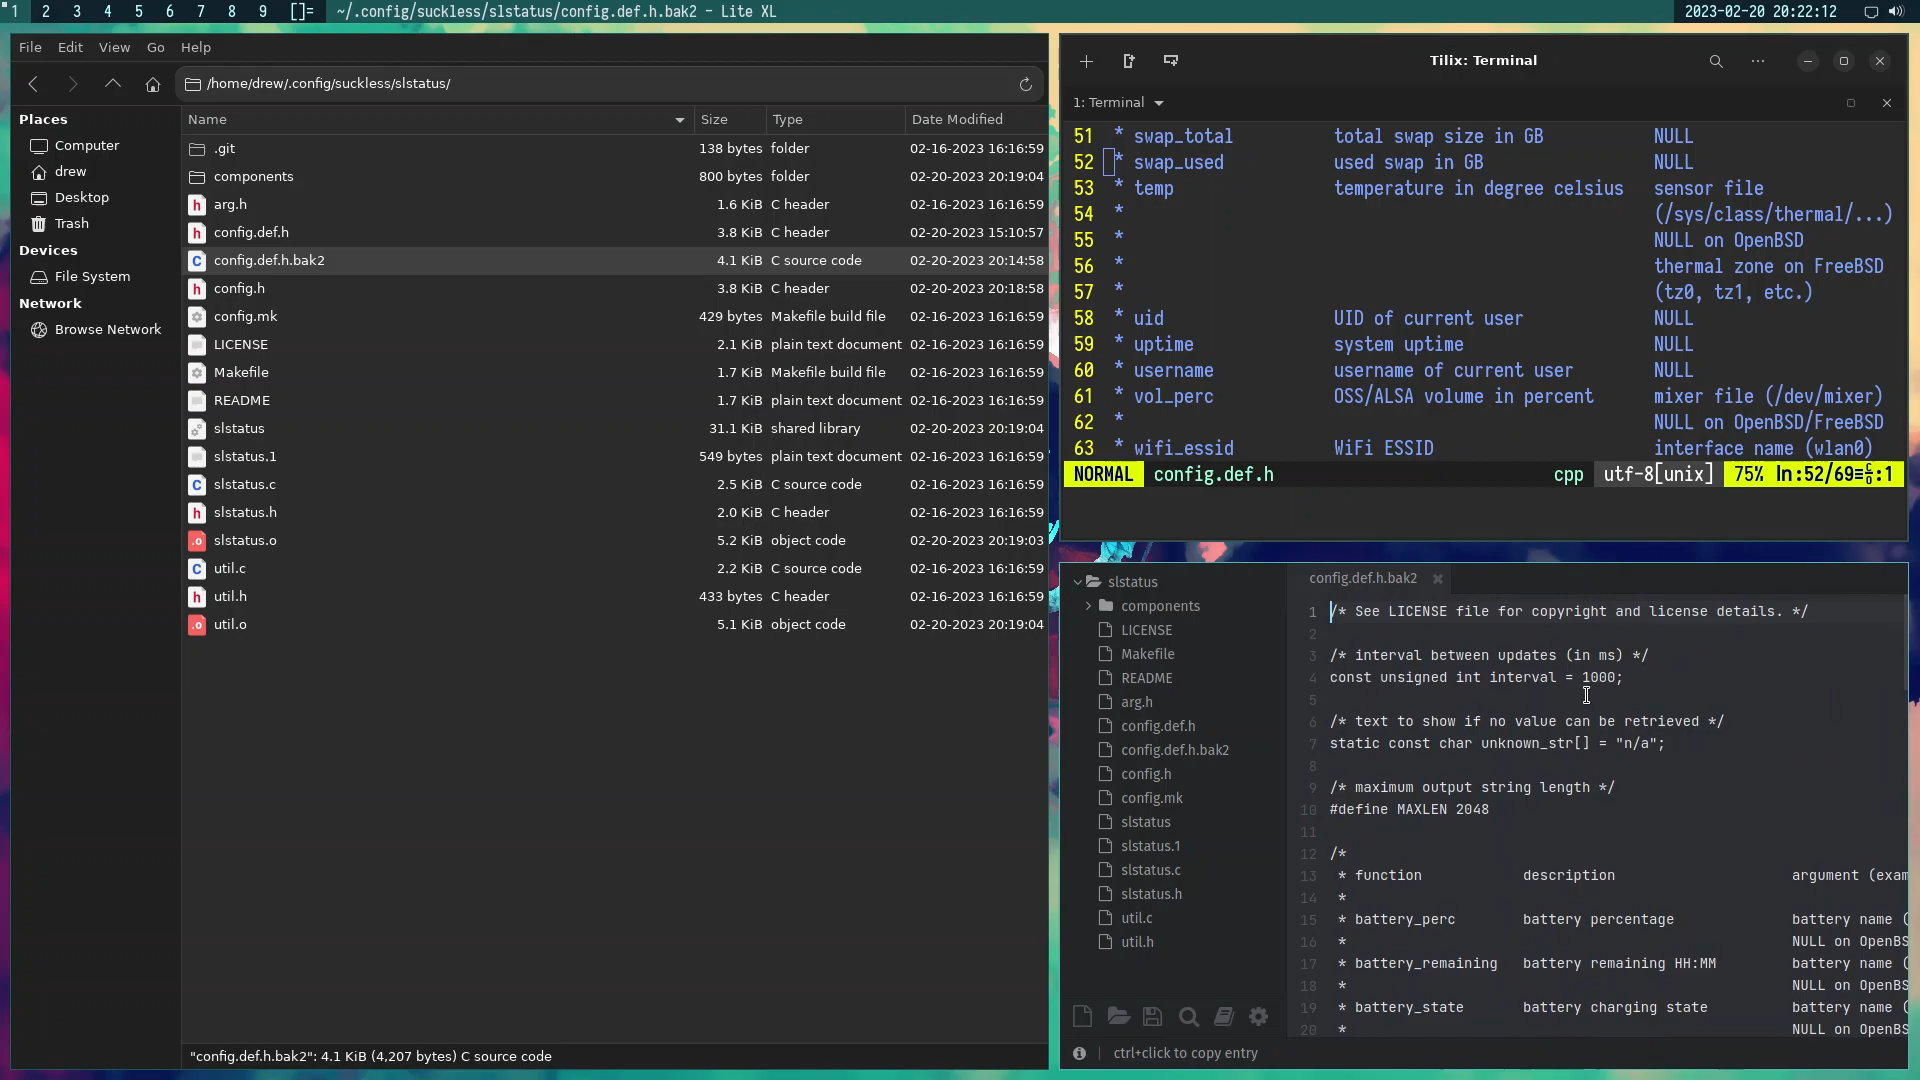 1 2 3 4 5 6 7 8 9 []= ~/.config/suckless/slstatus/config.def.h.bak2 - Lite XL 2023-02-20 20:22:12
File Edit View Go Help
/home/drew/.config/suckless/slstatus/
Places
Computer
drew
Desktop
Trash
Devices
File System
Network
Browse Network
Name Size Type Date Modified
.git 138 bytes folder 02-16-2023 16:16:59
components 800 bytes folder 02-20-2023 20:19:04
arg.h 1.6 KiB C header 02-16-2023 16:16:59
config.def.h 3.8 KiB C header 02-20-2023 15:10:57
config.def.h.bak2 4.1 KiB C source code 02-20-2023 20:14:58
config.h 3.8 KiB C header 02-20-2023 20:18:58
config.mk 429 bytes Makefile build file 02-16-2023 16:16:59
LICENSE 2.1 KiB plain text document 02-16-2023 16:16:59
Makefile 1.7 KiB Makefile build file 02-16-2023 16:16:59
README 1.7 KiB plain text document 02-16-2023 16:16:59
slstatus 31.1 KiB shared library 02-20-2023 20:19:04
slstatus.1 549 bytes plain text document 02-16-2023 16:16:59
slstatus.c 2.5 KiB C source code 02-16-2023 16:16:59
slstatus.h 2.0 KiB C header 02-16-2023 16:16:59
slstatus.o 5.2 KiB object code 02-20-2023 20:19:03
util.c 2.2 KiB C source code 02-16-2023 16:16:59
util.h 433 bytes C header 02-16-2023 16:16:59
util.o 5.1 KiB object code 02-20-2023 20:19:04
"config.def.h.bak2": 4.1 KiB (4,207 bytes) C source code
Tilix: Terminal
1: Terminal
51 * swap_total total swap size in GB NULL
52 * swap_used used swap in GB NULL
53 * temp temperature in degree celsius sensor file
54 * (/sys/class/thermal/...)
55 * NULL on OpenBSD
56 * thermal zone on FreeBSD
57 * (tz0, tz1, etc.)
58 * uid UID of current user NULL
59 * uptime system uptime NULL
60 * username username of current user NULL
61 * vol_perc OSS/ALSA volume in percent mixer file (/dev/mixer)
62 * NULL on OpenBSD/FreeBSD
63 * wifi_essid WiFi ESSID interface name (wlan0)
NORMAL config.def.h cpp utf-8[unix] 75% ln:52/69≡℅:1
slstatus
components
LICENSE
Makefile
README
arg.h
config.def.h
config.def.h.bak2
config.h
config.mk
slstatus
slstatus.1
slstatus.c
slstatus.h
util.c
util.h
config.def.h.bak2
1 /* See LICENSE file for copyright and license details. */
2
3 /* interval between updates (in ms) */
4 const unsigned int interval = 1000;
5
6 /* text to show if no value can be retrieved */
7 static const char unknown_str[] = "n/a";
8
9 /* maximum output string length */
10 #define MAXLEN 2048
11
12 /*
13 * function description argument (exam
14 *
15 * battery_perc battery percentage battery name (
16 * NULL on OpenBS
17 * battery_remaining battery remaining HH:MM battery name (
18 * NULL on OpenBS
19 * battery_state battery charging state battery name (
20 * NULL on OpenBS
ctrl+click to copy entry